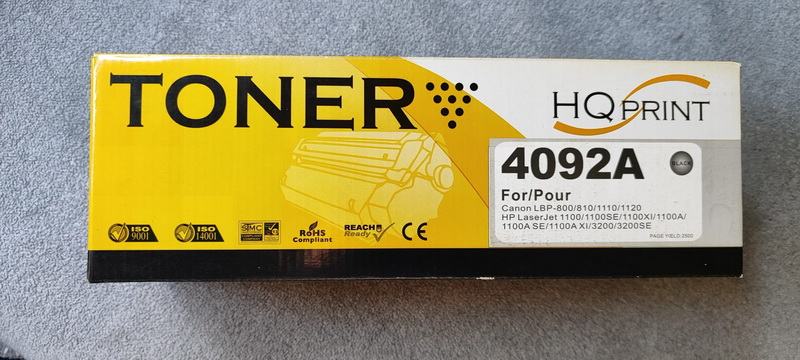 TONER
HQ PRINT
4092A
BLACK
For/Pour
Canon LBP-800/810/1110/1120
HP LaserJet 1100/1100SE/1100XI/1100A/
1100A SE/1100A XI/3200/3200SE
PAGE YIELD:2500
ISO
9001
ISO
14001
STMC
RoHS
Compliant
REACH
Ready
CE